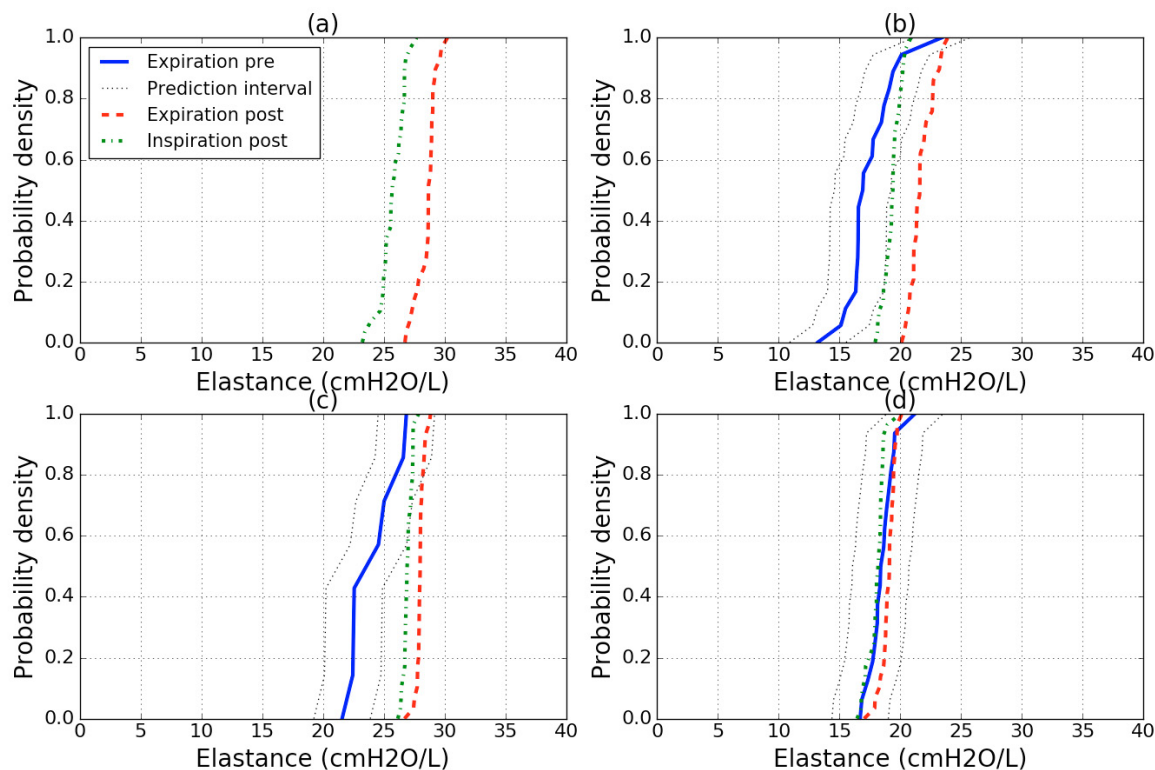 (a)
Expiration pre
Prediction interval
Expiration post
Inspiration post
Probability density
1.0
0.8
0.6
0.4
0.2
0.0
0 5 10 15 20 25 30 35 40
Elastance (cmH2O/L)
(b)
Probability density
1.0
0.8
0.6
0.4
0.2
0.0
0 5 10 15 20 25 30 35 40
Elastance (cmH2O/L)
(c)
Probability density
1.0
0.8
0.6
0.4
0.2
0.0
0 5 10 15 20 25 30 35 40
Elastance (cmH2O/L)
(d)
Probability density
1.0
0.8
0.6
0.4
0.2
0.0
0 5 10 15 20 25 30 35 40
Elastance (cmH2O/L)